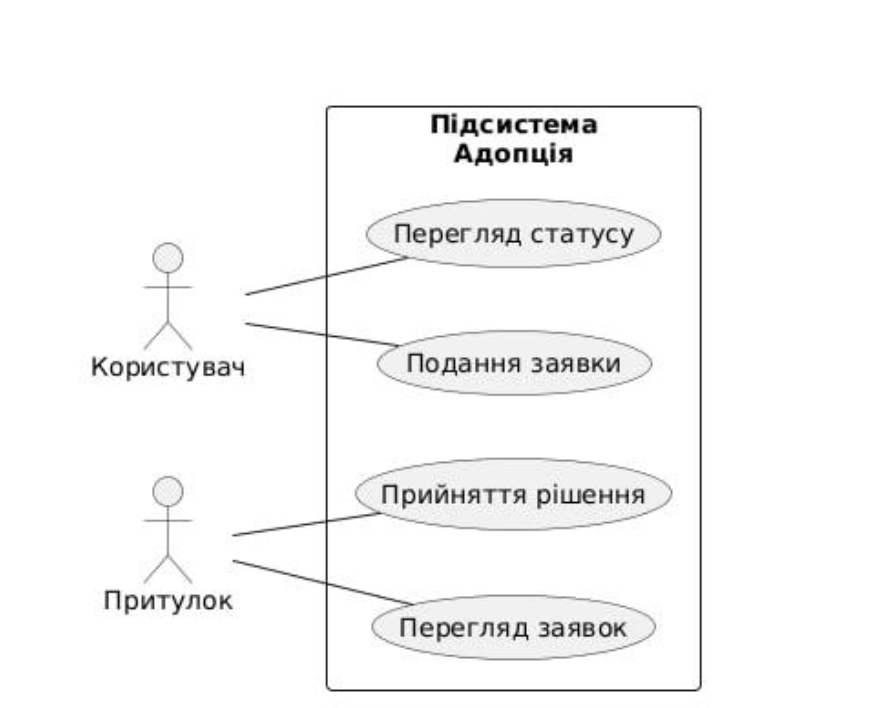 Підсистема
Адопція
Перегляд статусу
Користувач
Подання заявки
Прийняття рішення
Притулок
Перегляд заявок